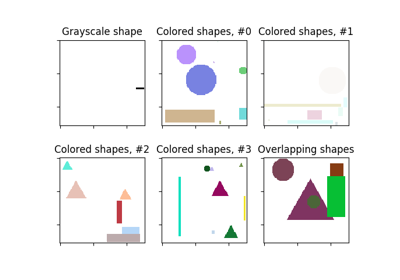 Grayscale shape
Colored shapes, #0
Colored shapes, #1
Colored shapes, #2
Colored shapes, #3
Overlapping shapes